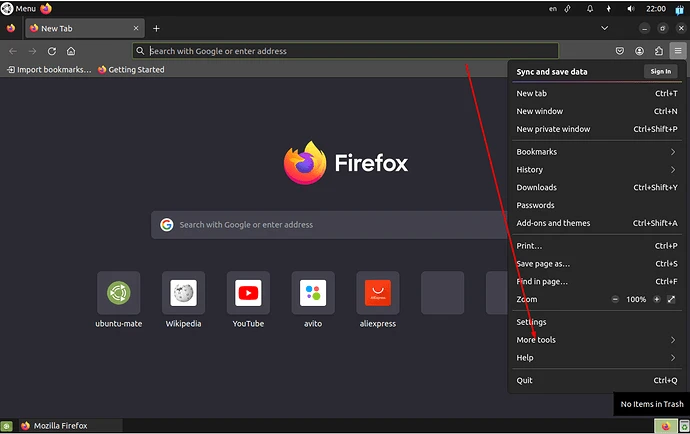 Menu
en
22:00
New Tab
Search with Google or enter address
Import bookmarks…
Getting Started
Sync and save data
Sign In
New tab Ctrl+T
New window Ctrl+N
New private window Ctrl+Shift+P
Bookmarks
History
Downloads Ctrl+Shift+Y
Passwords
Add-ons and themes Ctrl+Shift+A
Print… Ctrl+P
Save page as… Ctrl+S
Find in page… Ctrl+F
Zoom 100%
Settings
More tools
Help
Quit Ctrl+Q
Firefox
Search with Google or enter address
ubuntu-mate
Wikipedia
YouTube
avito
AliExpress
aliexpress
No Items in Trash
Mozilla Firefox